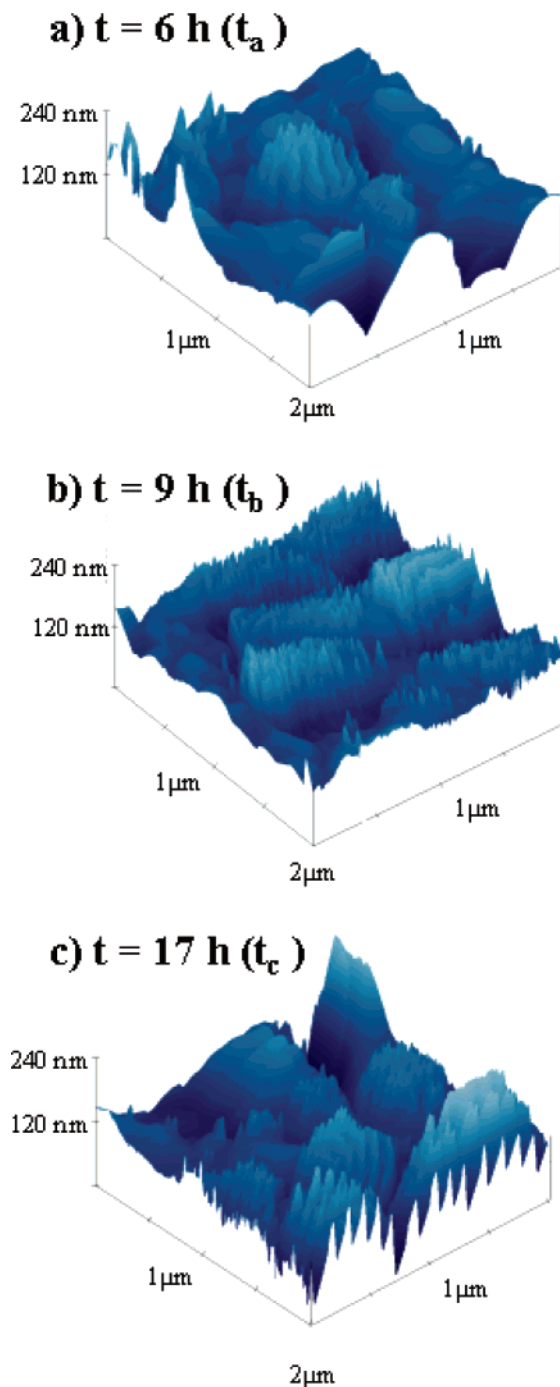 a) t = 6 h (ta )
240 nm
120 nm
1µm
1µm
2µm
b) t = 9 h (tb )
240 nm
120 nm
1µm
1µm
2µm
c) t = 17 h (tc )
240 nm
120 nm
1µm
1µm
2µm